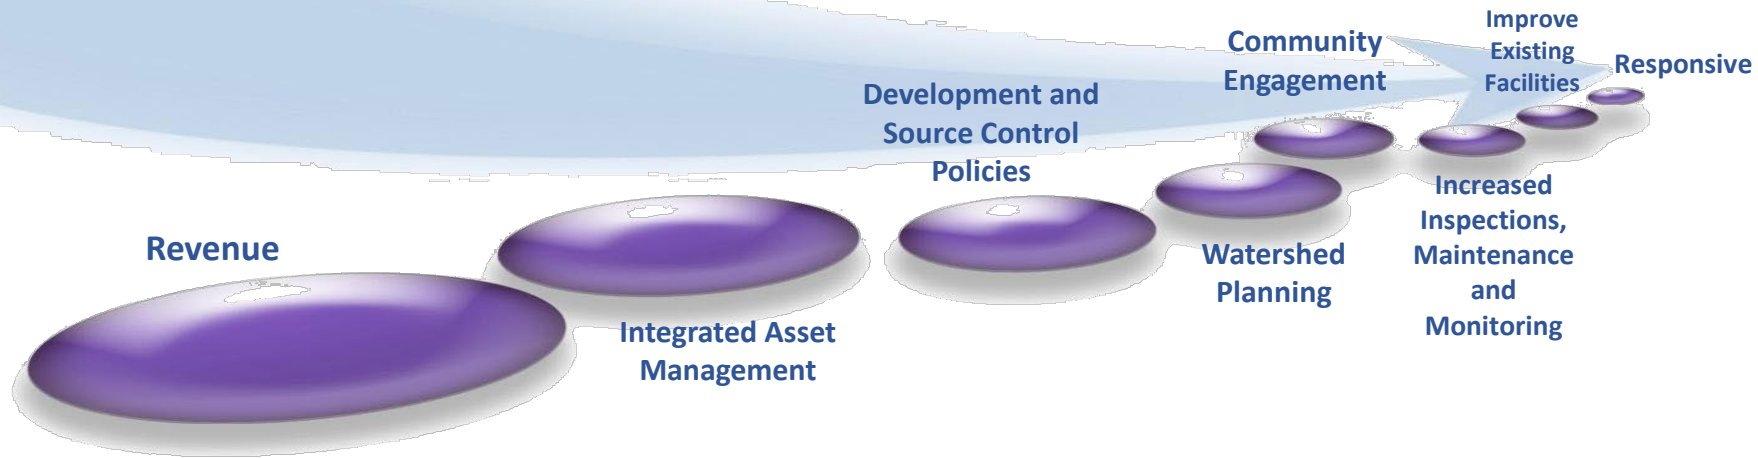 Revenue
Integrated Asset
Management
Development and
Source Control
Policies
Watershed
Planning
Community
Engagement
Increased
Inspections,
Maintenance
and
Monitoring
Improve
Existing
Facilities
Responsive